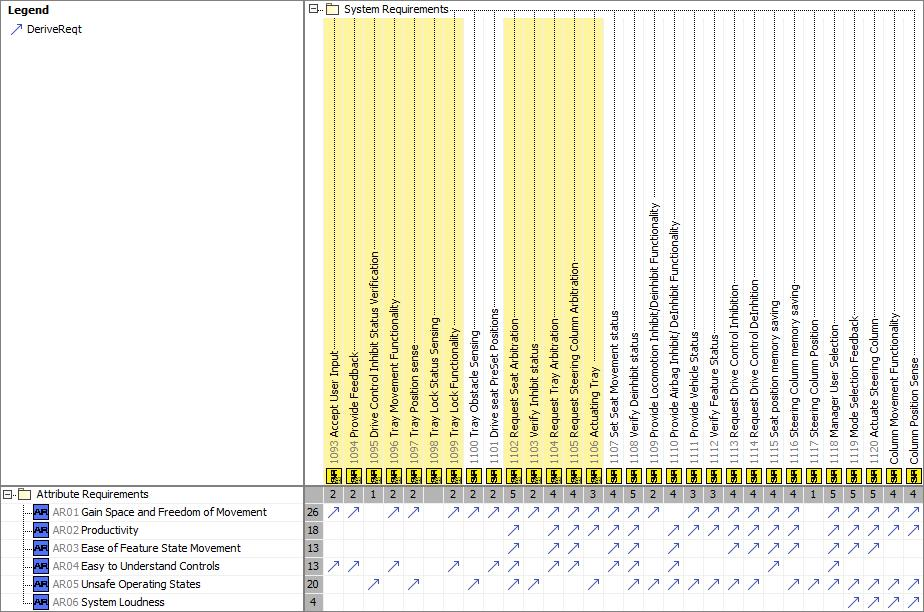 Legend
DeriveReqt
System Requirements
1093 Accept User Input
1094 Provide Feedback
1095 Drive Control Inhibit Status Verification
1096 Tray Movement Functionality
1097 Tray Position sense
1098 Tray Lock Status Sensing
1099 Tray Lock Functionality
1100 Tray Obstacle Sensing
1101 Drive seat PreSet Positions
1102 Request Seat Arbitration
1103 Verify Inhibit status
1104 Request Tray Arbitration
1105 Request Steering Column Arbitration
1106 Actuating Tray
1107 Set Seat Movement status
1108 Verify DeInhibit status
1109 Provide Locomotion Inhibit/DeInhibit Functionality
1110 Provide Airbag Inhibit/ DeInhibit Functionality
1111 Provide Vehicle Status
1112 Verify Feature Status
1113 Request Drive Control Inhibition
1114 Request Drive Control DeInhibition
1115 Seat position memory saving
1116 Steering Column memory saving
1117 Steering Column Position
1118 Manager User Selection
1119 Mode Selection Feedback
1120 Actuate Steering Column
Column Movement Functionality
Column Position Sense
Attribute Requirements 2 2 1 2 2 2 2 2 5 2 4 4 3 4 5 2 4 3 3 4 4 4 4 1 5 5 5 4 4
AR AR01 Gain Space and Freedom of Movement 26
AR AR02 Productivity 18
AR AR03 Ease of Feature State Movement 13
AR AR04 Easy to Understand Controls 13
AR AR05 Unsafe Operating States 20
AR AR06 System Loudness 4